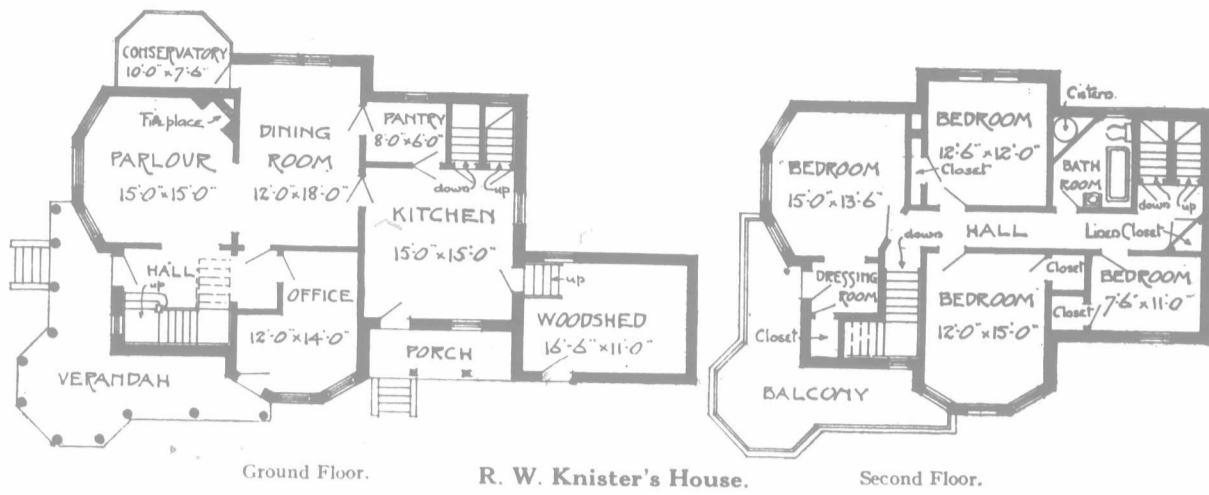 CONSERVATORY
10'-0" x 7'-6"
Fireplace
PARLOUR
15'-0" x 15'-0"
DINING
ROOM
12'-0" x 18'-0"
PANTRY
8'-0" x 6'-0"
down
up
KITCHEN
15'-0" x 15'-0"
HALL
up
OFFICE
12'-0" x 14'-0"
up
WOODSHED
16'-6" x 11'-0"
PORCH
VERANDAH
Ground Floor.
R. W. Knister's House.
BEDROOM
15'-0" x 13'-6"
BEDROOM
12'-6" x 12'-0"
Closet
Cistern.
BATH
ROOM
down
up
down
HALL
Linen Closet
DRESSING
ROOM
Closet
BEDROOM
12'-0" x 15'-0"
Closet
Closet
BEDROOM
7'-6" x 11'-0"
BALCONY
Second Floor.